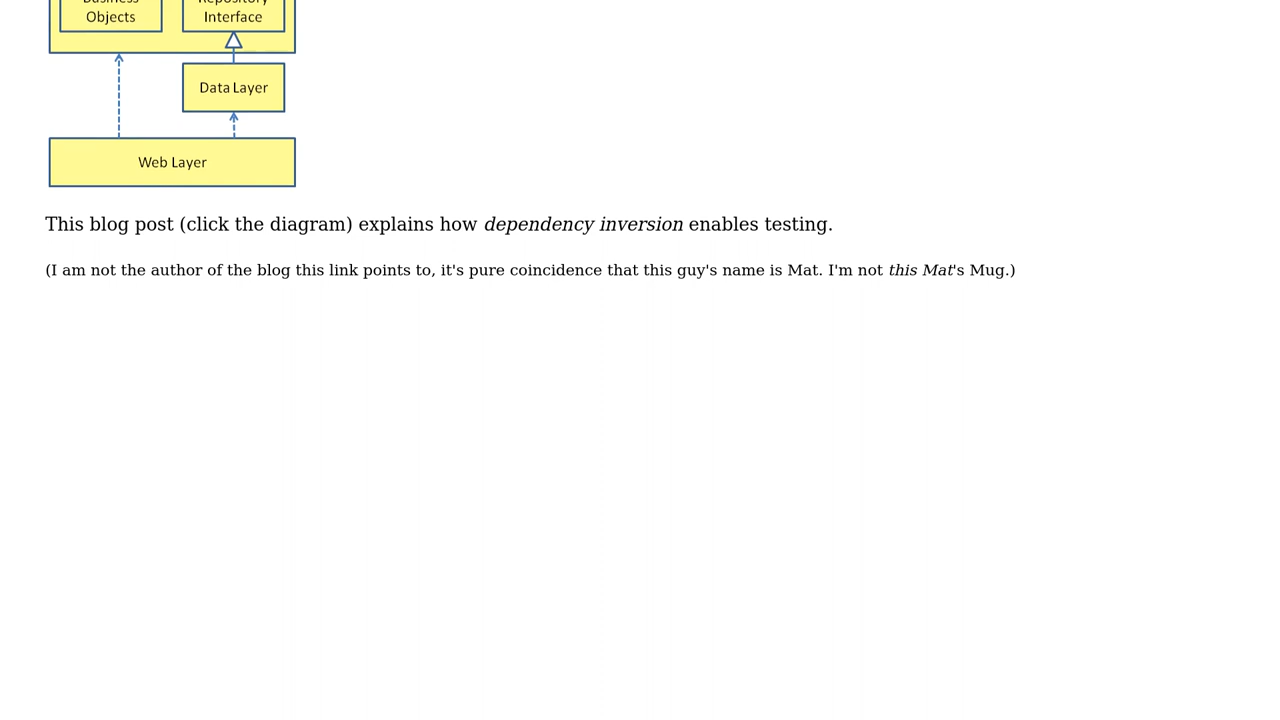 Objects
Interface
Data Layer
Web Layer
This blog post (click the diagram) explains how dependency inversion enables testing.
(I am not the author of the blog this link points to, it's pure coincidence that this guy's name is Mat. I'm not this Mat's Mug.)